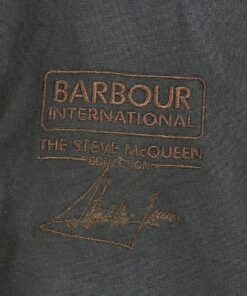 BARBOUR
INTERNATIONAL
THE STEVE McQUEEN
COLLECTION